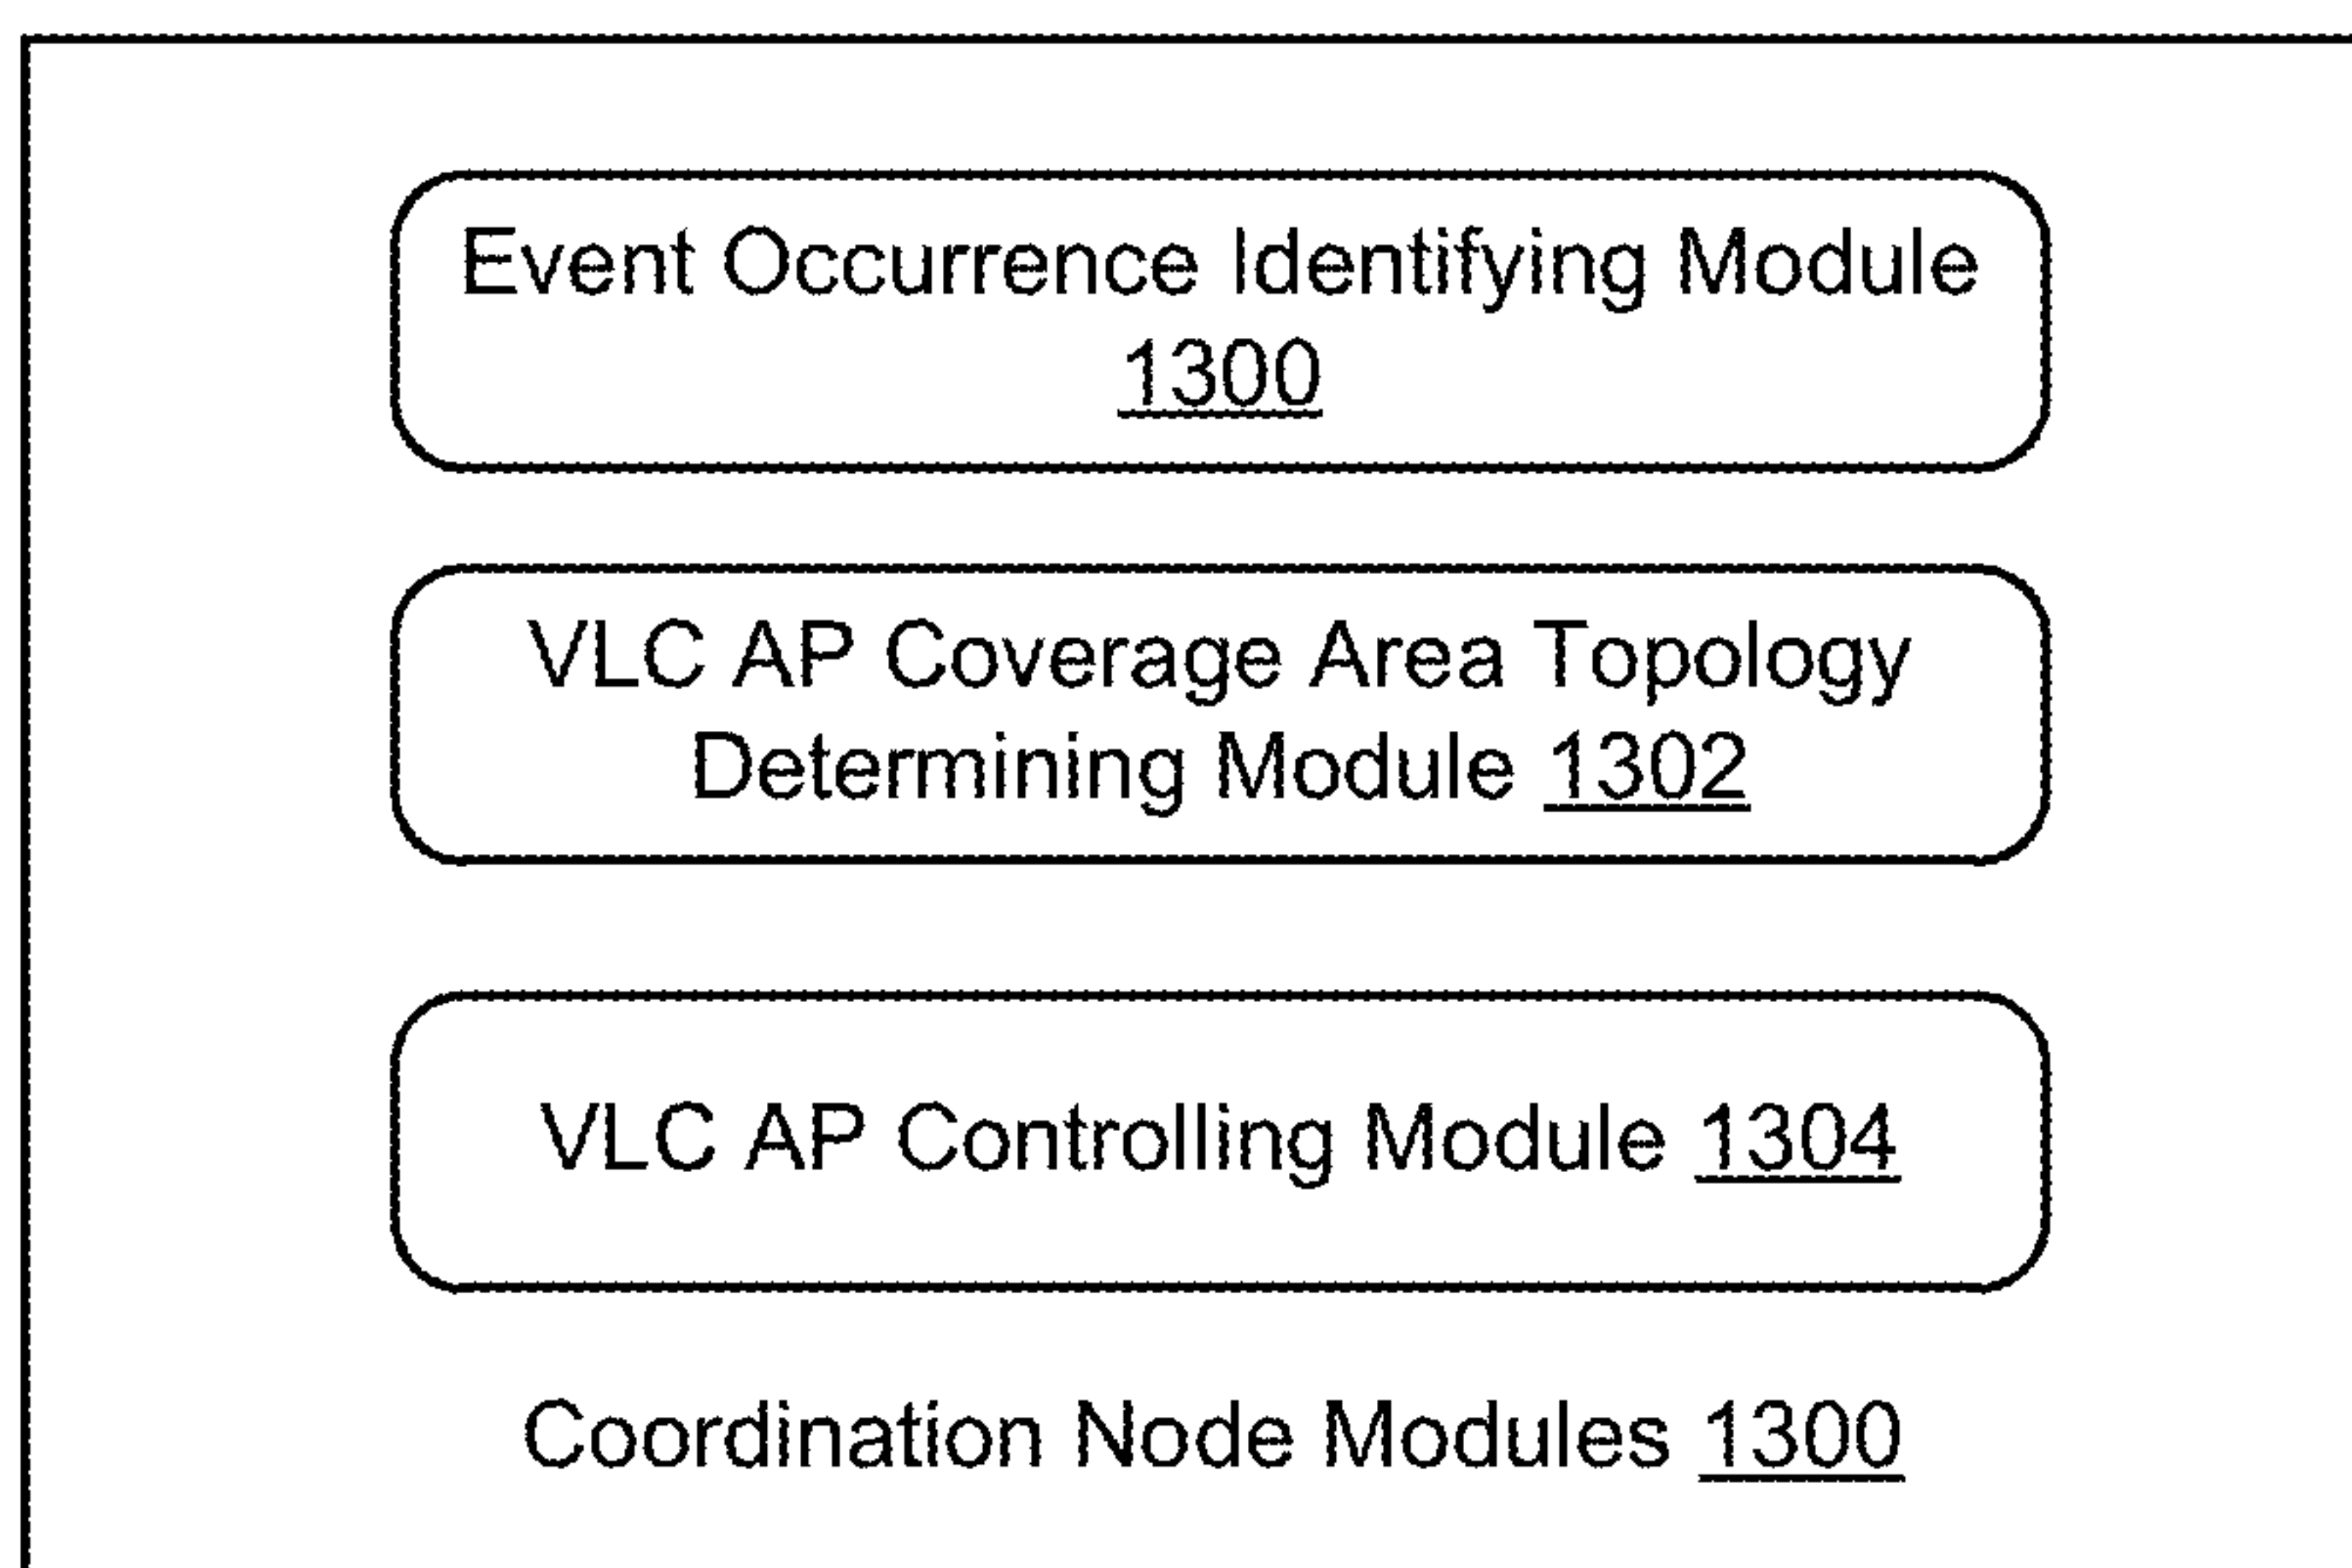 Event Occurrence Identifying Module
1300
VLC AP Coverage Area Topology
Determining Module 1302
VLC AP Controlling Module 1304
Coordination Node Modules 1300